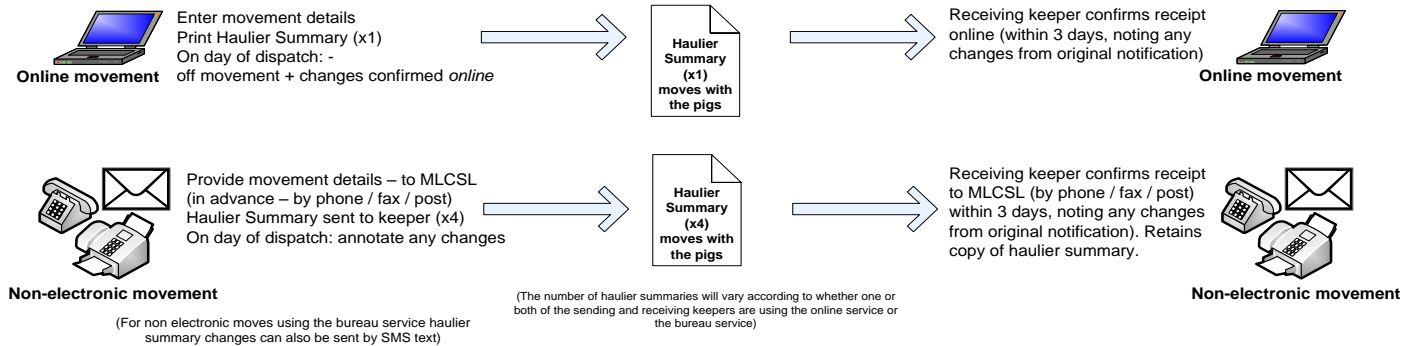 Enter movement details
Print Haulier Summary (x1)
On day of dispatch: -
off movement + changes confirmed online
Online movement
Haulier
Summary
(x1)
moves with
the pigs
Receiving keeper confirms receipt
online (within 3 days, noting any
changes from original notification)
Online movement
Provide movement details – to MLCSL
(in advance – by phone / fax / post)
Haulier Summary sent to keeper (x4)
On day of dispatch: annotate any changes
Non-electronic movement
(For non electronic moves using the bureau service haulier
summary changes can also be sent by SMS text)
Haulier
Summary
(x4)
moves with
the pigs
(The number of haulier summaries will vary according to whether one or
both of the sending and receiving keepers are using the online service or
the bureau service)
Receiving keeper confirms receipt
to MLCSL (by phone / fax / post)
within 3 days, noting any changes
from original notification). Retains
copy of haulier summary.
Non-electronic movement